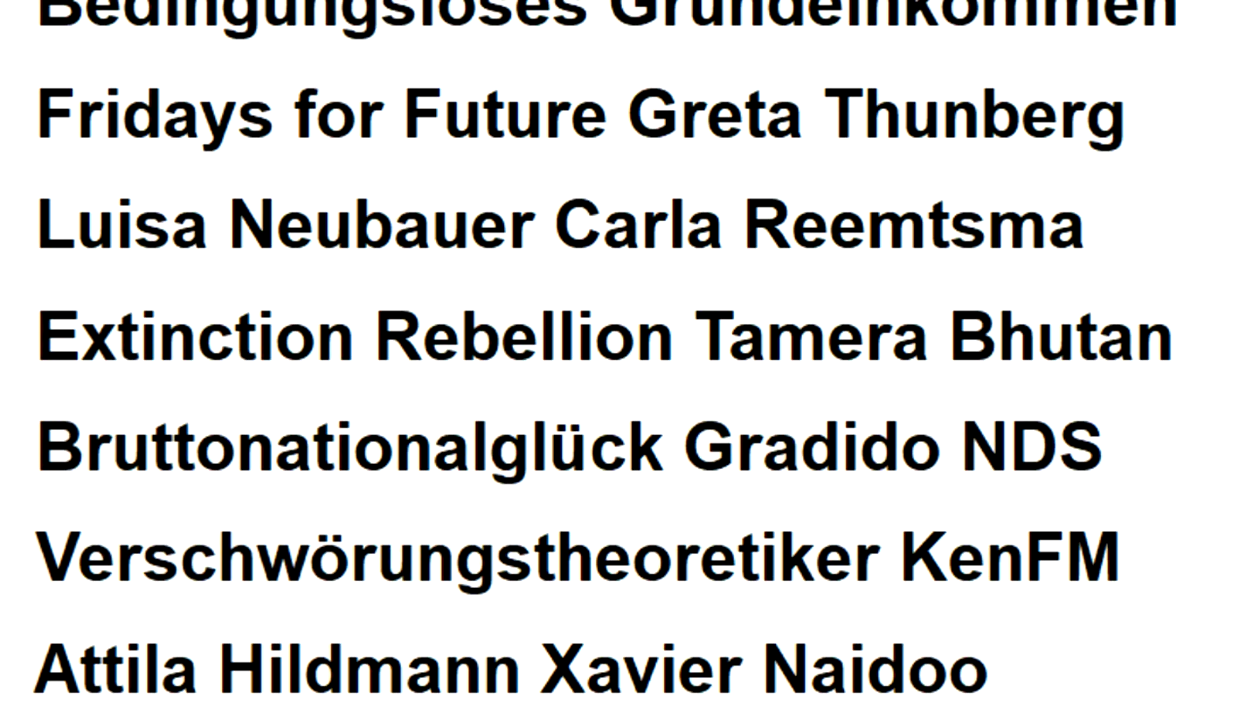 Bedingungsloses Grundeinkommen
Fridays for Future Greta Thunberg
Luisa Neubauer Carla Reemtsma
Extinction Rebellion Tamera Bhutan
Bruttonationalglück Gradido NDS
Verschwörungstheoretiker KenFM
Attila Hildmann Xavier Naidoo